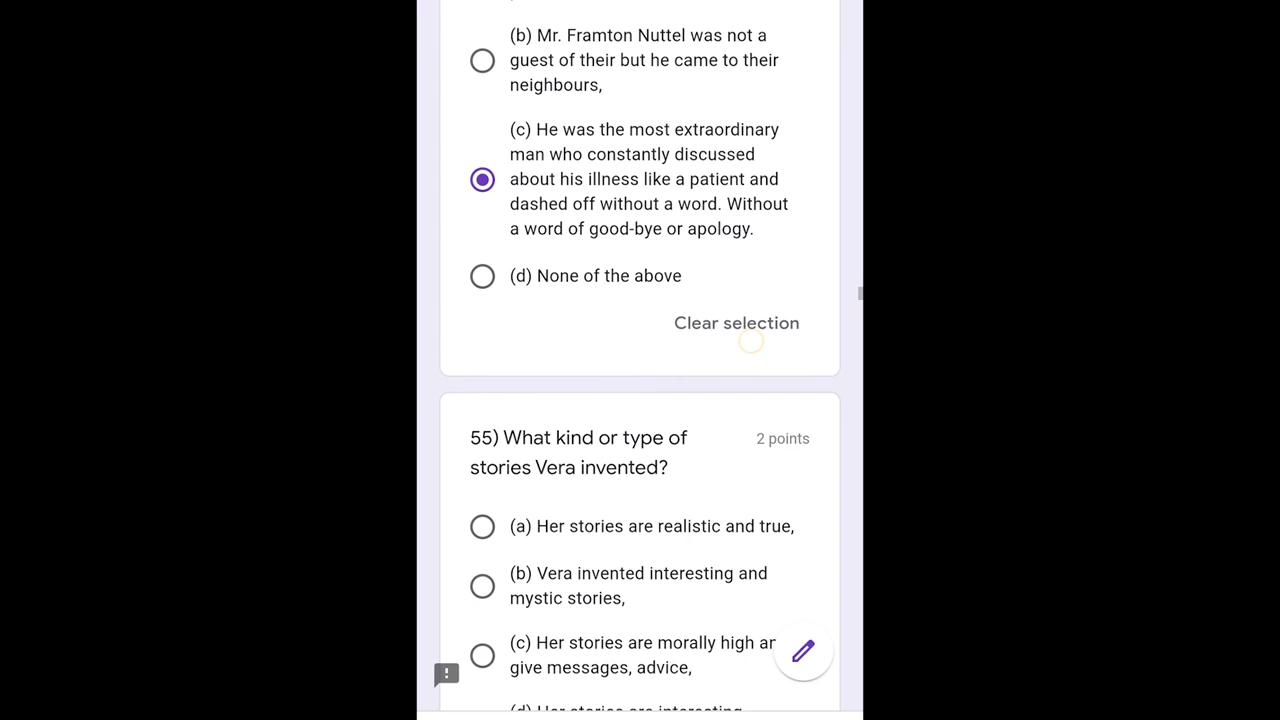 (b) Mr. Framton Nuttel was not a
guest of their but he came to their
neighbours,
(c) He was the most extraordinary
man who constantly discussed
about his illness like a patient and
dashed off without a word. Without
a word of good-bye or apology.
(d) None of the above
Clear selection
55) What kind or type of
stories Vera invented?
2 points
(a) Her stories are realistic and true,
(b) Vera invented interesting and
mystic stories,
(c) Her stories are morally high
give messages, advice,
(d) Her stories are interesting